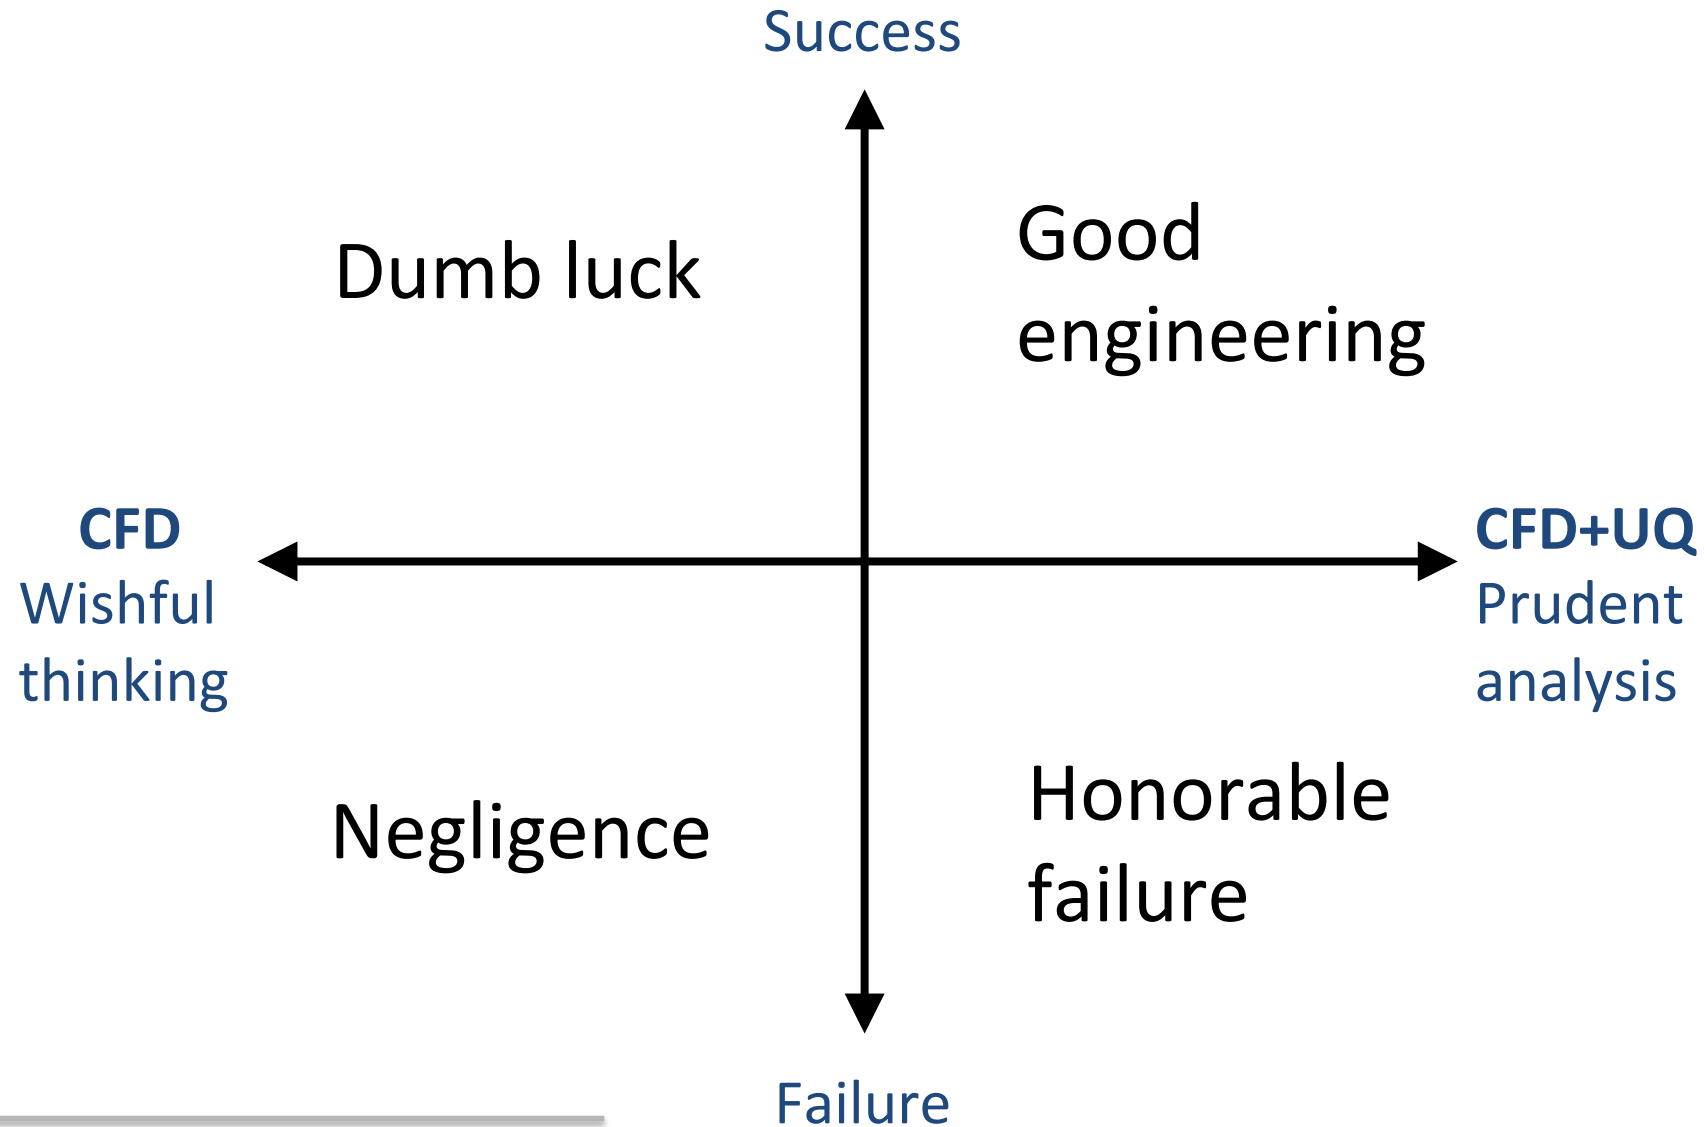 Success
Dumb luck
Good
engineering
CFD
Wishful
thinking
CFD+UQ
Prudent
analysis
Negligence
Honorable
failure
Failure